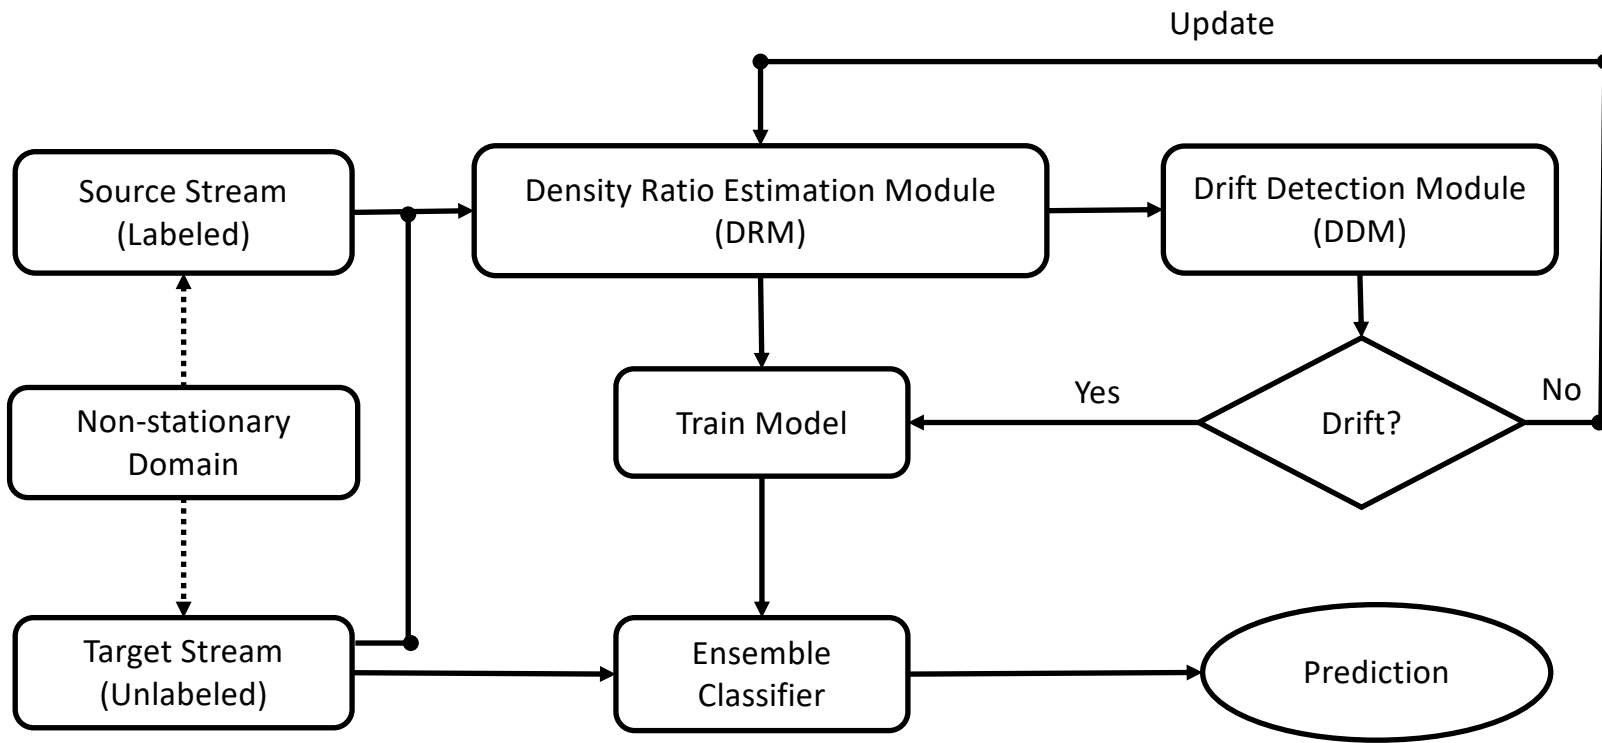 Update
Source Stream
(Labeled)
Density Ratio Estimation Module
(DRM)
Drift Detection Module
(DDM)
Non-stationary
Domain
Train Model
Yes
Drift?
No
Target Stream
(Unlabeled)
Ensemble
Classifier
Prediction